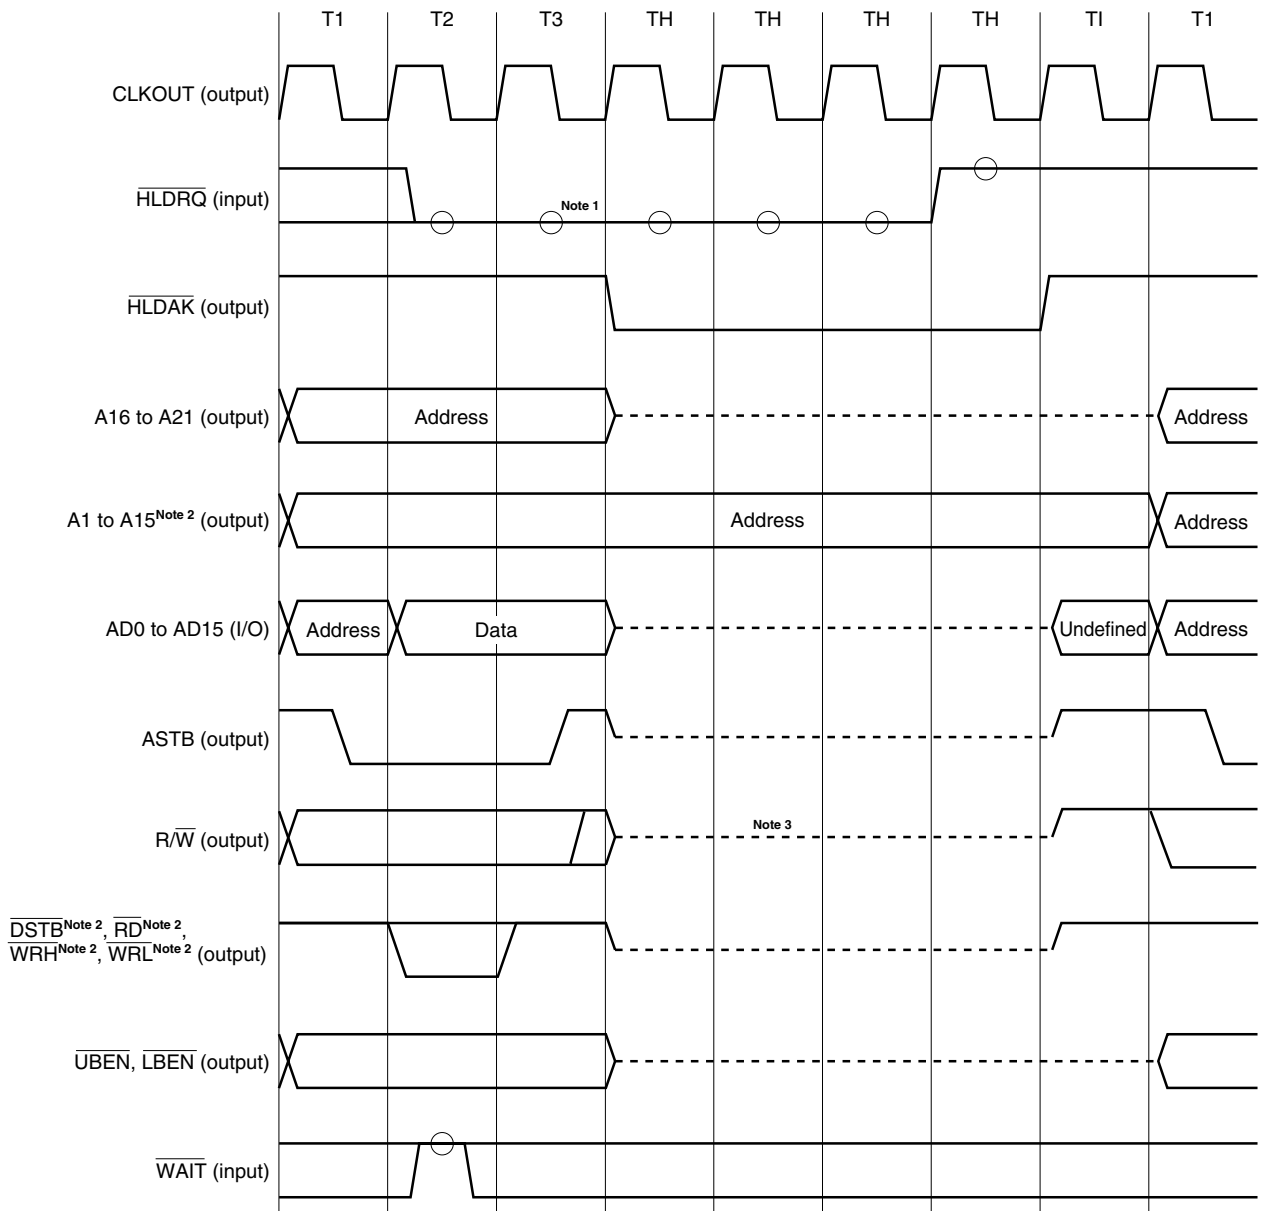 T1 T2 T3 TH TH TH TH TI T1
CLKOUT (output)
HLDRQ (input)
Note 1
HLDAK (output)
A16 to A21 (output) Address Address
A1 to A15Note 2 (output) Address Address
AD0 to AD15 (I/O) Address Data Undefined Address
ASTB (output)
R/W (output)
Note 3
DSTBNote 2, RDNote 2,
WRHNote 2, WRLNote 2 (output)
UBEN, LBEN (output)
WAIT (input)